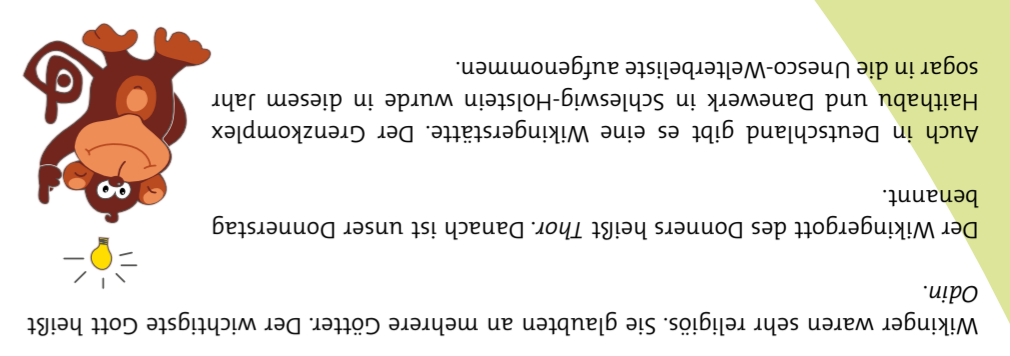 Wikinger waren sehr religiös. Sie glaubten an mehrere Götter. Der wichtigste Gott heißt
Odin.
Der Wikingergott des Donners heißt Thor. Danach ist unser Donnerstag
benannt.
Auch in Deutschland gibt es eine Wikingerstätte. Der Grenzkomplex
Haithabu und Danewerk in Schleswig-Holstein wurde in diesem Jahr
sogar in die Unesco-Welterbeliste aufgenommen.